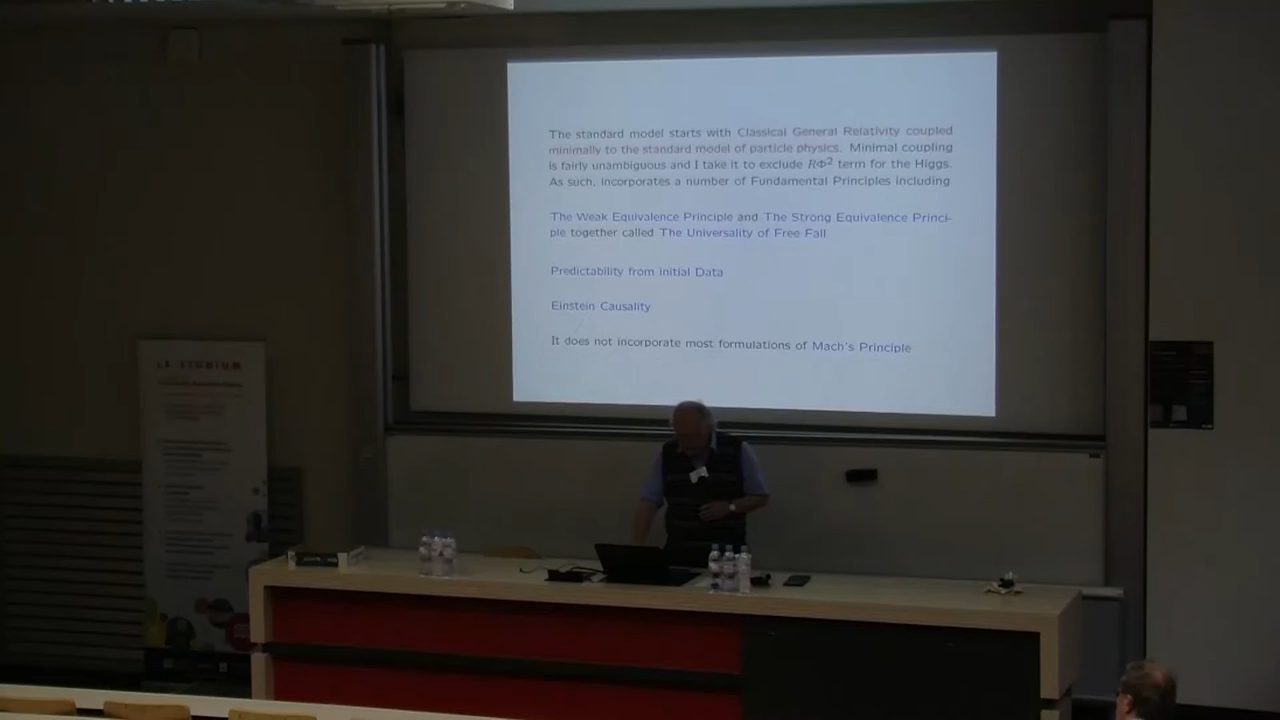 The standard model starts with Classical General Relativity coupled
minimally to the standard model of particle physics. Minimal coupling
is fairly unambiguous and I take it to exclude RΦ² term for the Higgs.
As such, incorporates a number of Fundamental Principles including
The Weak Equivalence Principle and The Strong Equivalence Princi-
ple together called The Universality of Free Fall
Predictability from initial Data
Einstein Causality
It does not incorporate most formulations of Mach's Principle
LE STUDIUM